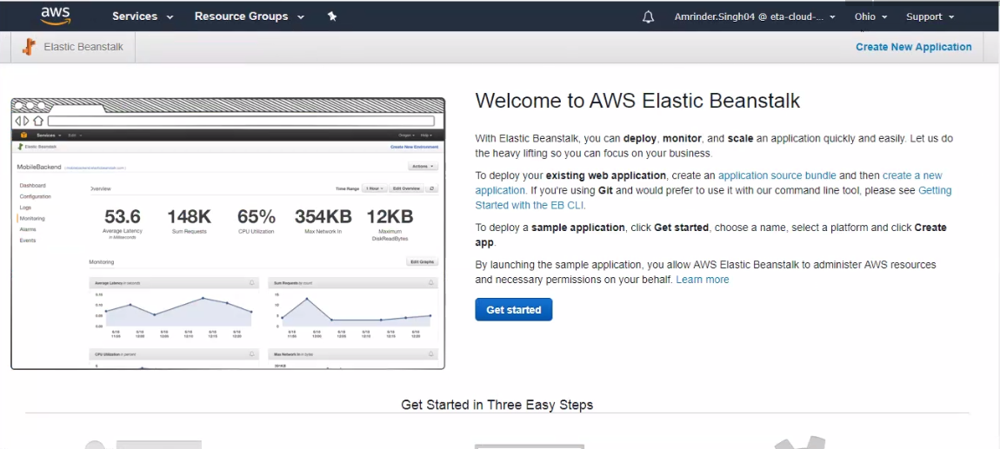 aws Services Resource Groups Amrinder.Singh04 @ eta-cloud-... Ohio Support
Elastic Beanstalk Create New Application
Services Edit Oregon Help
Elastic Beanstalk Create New Environment
MobileBackend Actions
Dashboard
Configuration
Logs
Monitoring
Alarms
Events
Overview Time Range 1 Hour Edit Overview
53.6 148K 65% 354KB 12KB
Average Latency Sum Requests CPU Utilization Max Network In Maximum
in Milliseconds DiskReadBytes
Monitoring Edit Graphs
Average Latency in seconds Sum Requests by count
CPU Utilization in percent Max Network In in bytes
Welcome to AWS Elastic Beanstalk
With Elastic Beanstalk, you can deploy, monitor, and scale an application quickly and easily. Let us do
the heavy lifting so you can focus on your business.
To deploy your existing web application, create an application source bundle and then create a new
application. If you're using Git and would prefer to use it with our command line tool, please see Getting
Started with the EB CLI.
To deploy a sample application, click Get started, choose a name, select a platform and click Create
app.
By launching the sample application, you allow AWS Elastic Beanstalk to administer AWS resources
and necessary permissions on your behalf. Learn more
Get started
Get Started in Three Easy Steps